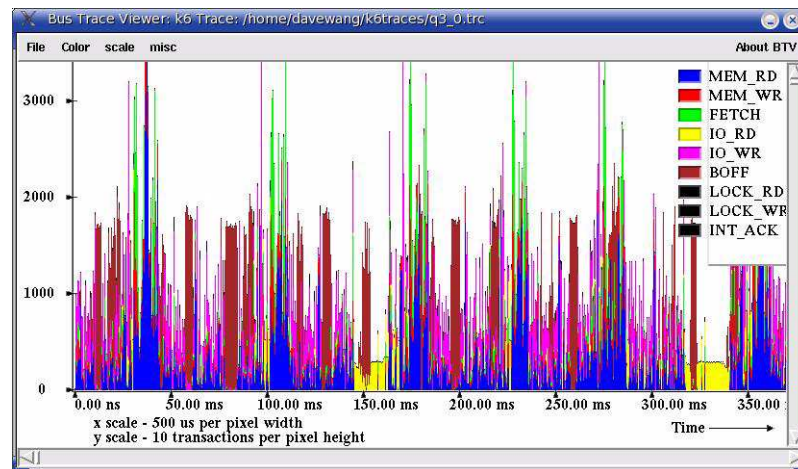 Bus Trace Viewer: k6 Trace: /home/davewang/k6traces/q3_0.trc
File Color scale misc About BTV
3000
2000
1000
0
MEM_RD
MEM_WR
FETCH
IO_RD
IO_WR
BOFF
LOCK_RD
LOCK_WR
INT_ACK
0.00 ns 50.00 ms 100.00 ms 150.00 ms 200.00 ms 250.00 ms 300.00 ms 350.00
x scale - 500 us per pixel width
y scale - 10 transactions per pixel height
Time